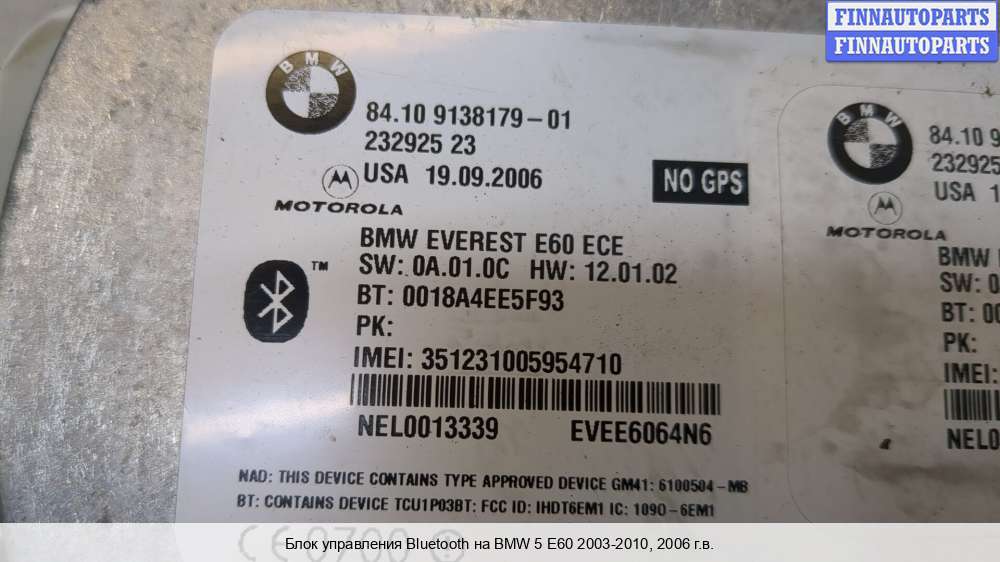 FINNAUTOPARTS
FINNAUTOPARTS
BMW
84.10 9138179-01
232925 23
USA 19.09.2006
NO GPS
MOTOROLA
BMW EVEREST E60 ECE
SW: 0A.01.0C HW: 12.01.02
BT: 0018A4EE5F93
PK:
IMEI: 351231005954710
NEL0013339 EVEE6064N6
NAD: THIS DEVICE CONTAINS TYPE APPROVED DEVICE GM41: 6100504-MB
BT: CONTAINS DEVICE TCU1P03BT: FCC ID: IHDT6EM1 IC: 1090-6EM1
TM
BMW
84.10 9
232925
USA 1
MOTOROLA
BMW
SW: 0
BT: 00
PK:
IMEI:
NEL0
Блок управления Bluetooth на BMW 5 E60 2003-2010, 2006 г.в.